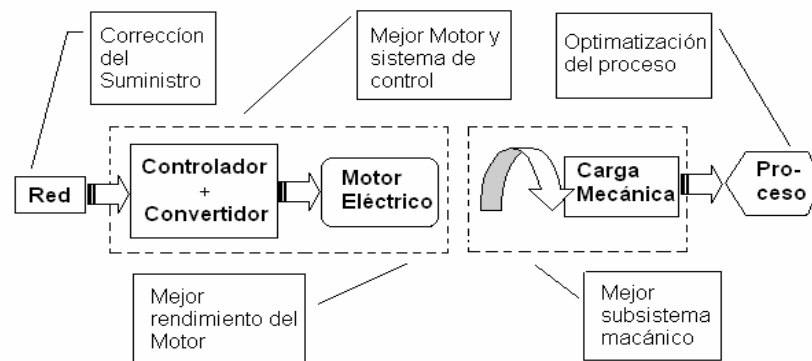 Correccíon
del
Suministro
Mejor Motor y
sistema de
control
Optimatización
del proceso
Red
Controlador
+
Convertidor
Motor
Eléctrico
Carga
Mecánica
Pro-
ceso
Mejor
rendimiento del
Motor
Mejor
subsistema
macánico